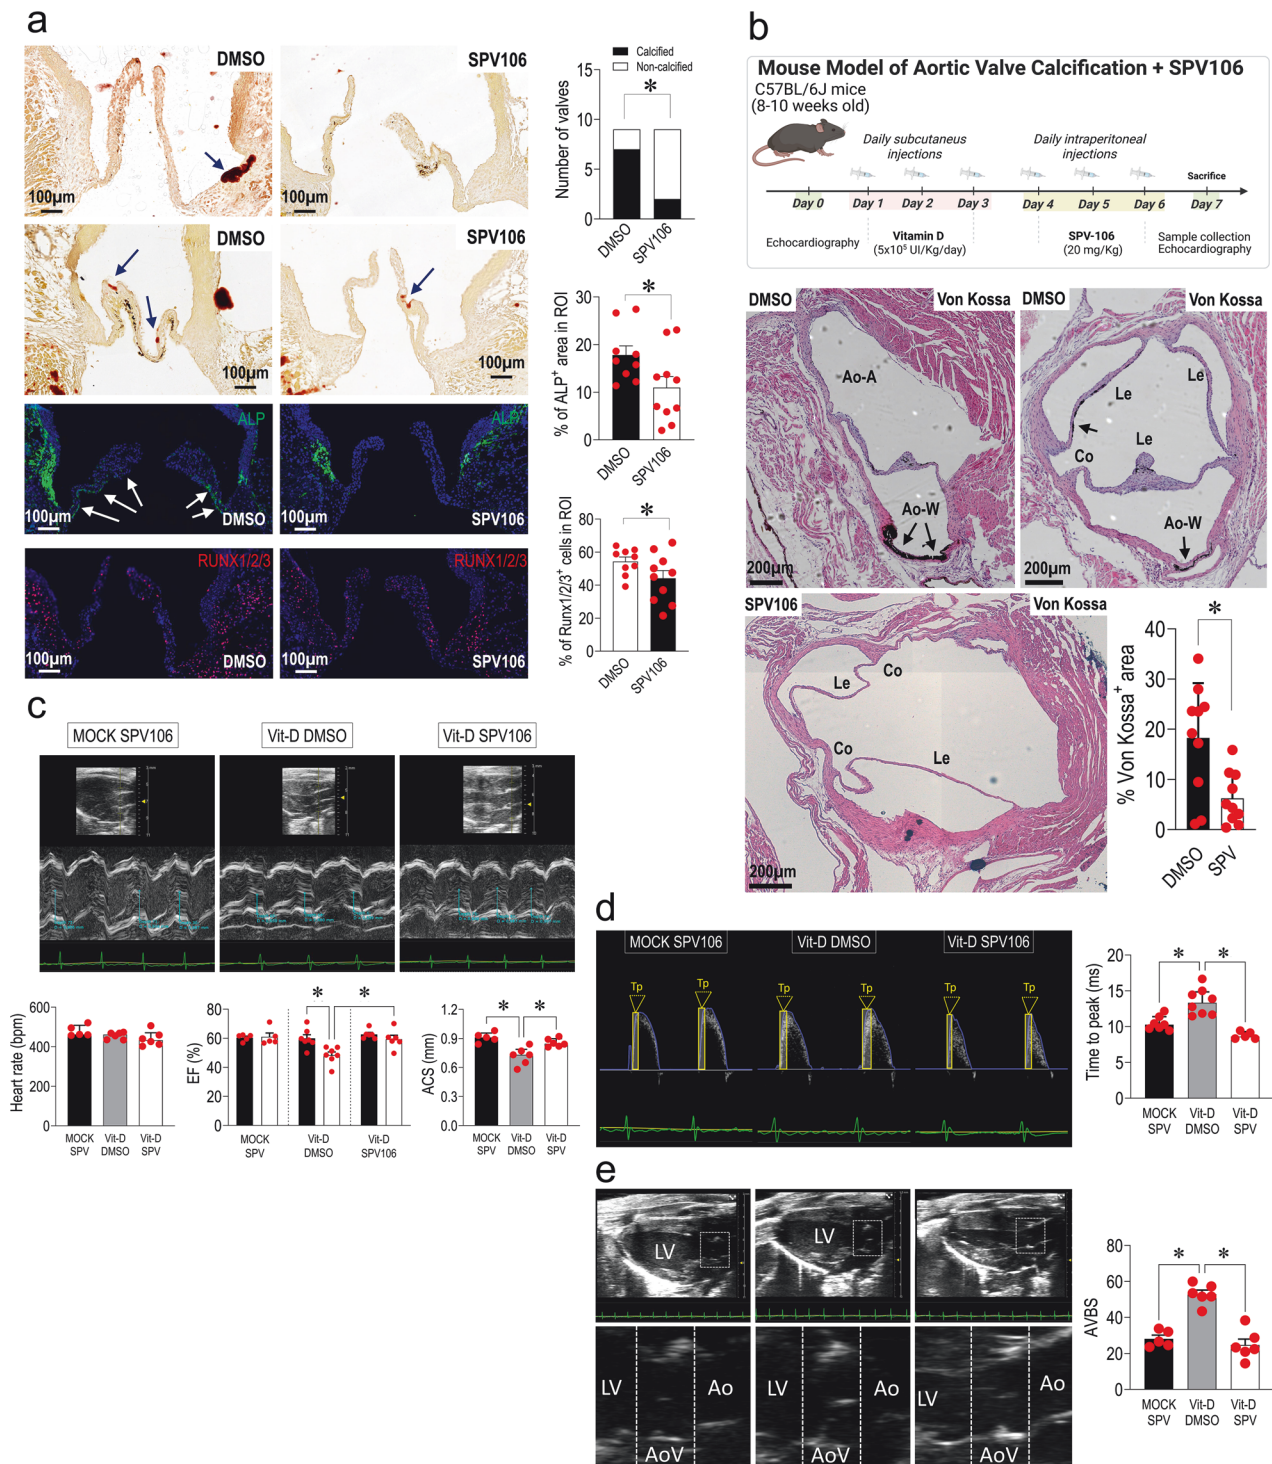 a
DMSO
SPV106
100μm
100μm
DMSO
SPV106
100μm
100μm
ALP
ALP
100μm
DMSO
100μm
SPV106
RUNX1/2/3
RUNX1/2/3
100μm
DMSO
100μm
SPV106
Calcified
Non-calcified
Number of valves
15
10
5
0
*
DMSO
SPV106
% of ALP⁺ area in ROI
30
20
10
0
*
DMSO
SPV106
% of Runx1/2/3⁺ cells in ROI
80
60
40
20
0
*
DMSO
SPV106
b
Mouse Model of Aortic Valve Calcification + SPV106
C57BL/6J mice
(8-10 weeks old)
Daily subcutaneus
injections
Daily intraperitoneal
injections
Sacrifice
Day 0
Day 1
Day 2
Day 3
Day 4
Day 5
Day 6
Day 7
Echocardiography
Vitamin D
(5x10⁵ UI/Kg/day)
SPV-106
(20 mg/Kg)
Sample collection
Echocardiography
DMSO
Von Kossa
Ao-A
Ao-W
200μm
DMSO
Von Kossa
Le
Le
Le
Co
Ao-W
200μm
SPV106
Von Kossa
Le
Co
Co
Le
200μm
% Von Kossa⁺ area
40
30
20
10
0
*
DMSO
SPV
c
MOCK SPV106
Vit-D DMSO
Vit-D SPV106
Heart rate (bpm)
600
400
200
0
MOCK
SPV
Vit-D
DMSO
Vit-D
SPV
EF (%)
80
60
40
20
0
*
*
MOCK
SPV
Vit-D
DMSO
Vit-D
SPV106
ACS (mm)
1.2
0.9
0.6
0.3
0.0
*
*
MOCK
SPV
Vit-D
DMSO
Vit-D
SPV
d
MOCK SPV106
Vit-D DMSO
Vit-D SPV106
Tp
Tp
Tp
Tp
Tp
Tp
Time to peak (ms)
20
15
10
5
0
*
*
MOCK
SPV
Vit-D
DMSO
Vit-D
SPV
e
LV
LV
LV
Ao
AoV
LV
Ao
AoV
LV
Ao
AoV
AVBS
80
60
40
20
0
*
*
MOCK
SPV
Vit-D
DMSO
Vit-D
SPV